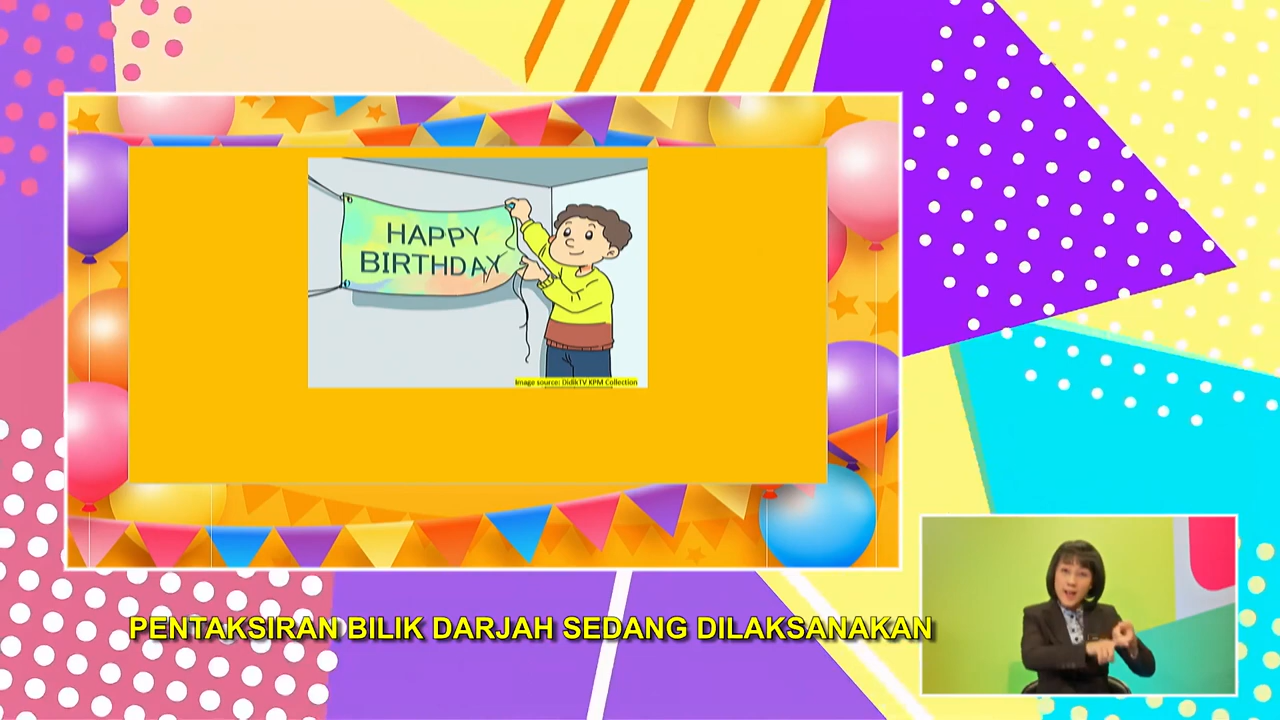 HAPPY
BIRTHDAY
Image source: DidikTV KPM Collection
PENTAKSIRAN BILIK DARJAH SEDANG DILAKSANAKAN